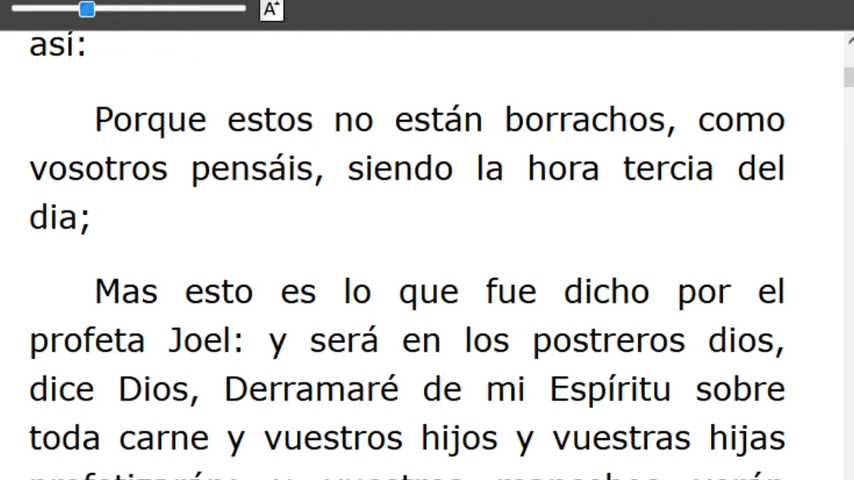 A
así:
Porque estos no están borrachos, como
vosotros pensáis, siendo la hora tercia del
dia;
Mas esto es lo que fue dicho por el
profeta Joel: y será en los postreros dios,
dice Dios, Derramaré de mi Espíritu sobre
toda carne y vuestros hijos y vuestras hijas